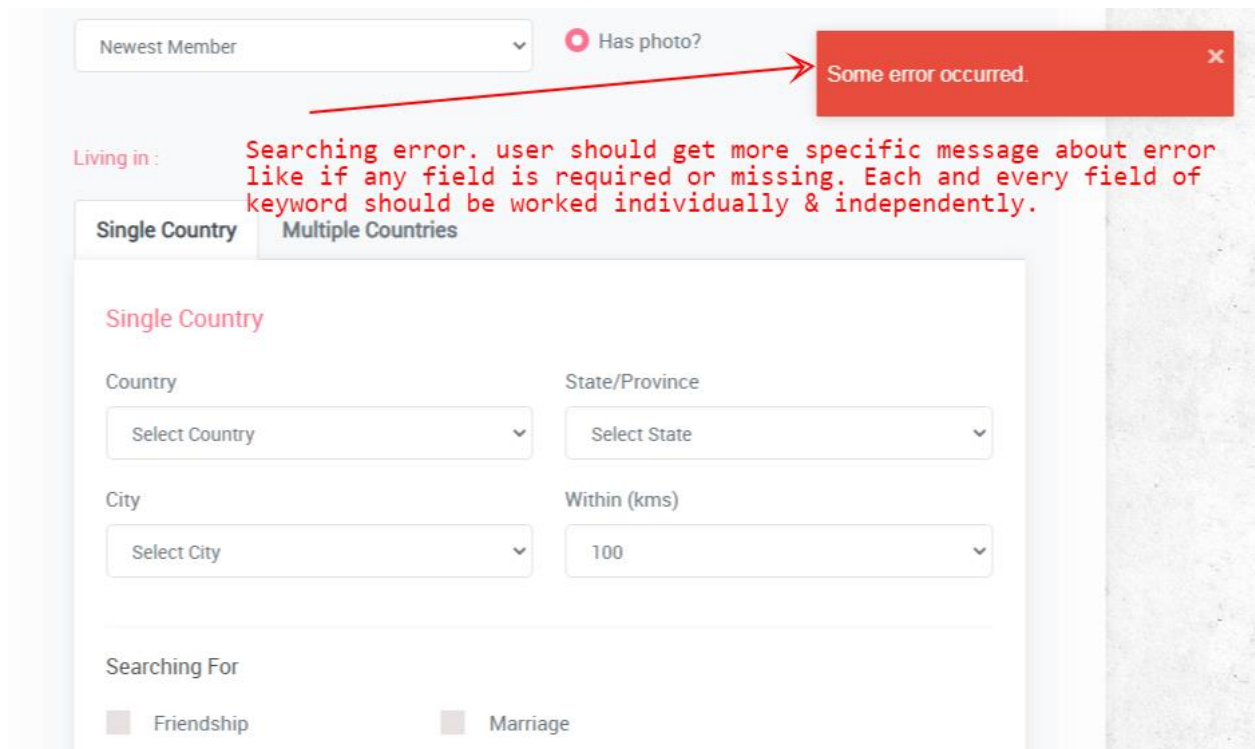 Newest Member
Has photo?
Some error occurred.
×
Living in :
Searching error. user should get more specific message about error
like if any field is required or missing. Each and every field of
keyword should be worked individually & independently.
Single Country
Multiple Countries
Single Country
Country
State/Province
Select Country
Select State
City
Within (kms)
Select City
100
Searching For
Friendship
Marriage